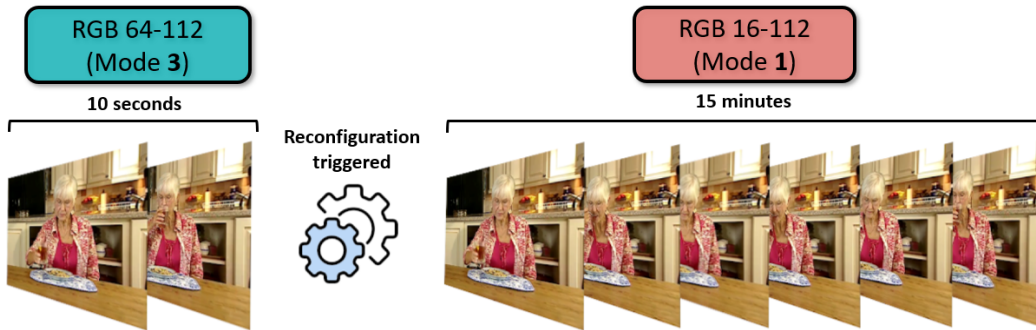 RGB 64-112
(Mode 3)
10 seconds
Reconfiguration
triggered
RGB 16-112
(Mode 1)
15 minutes